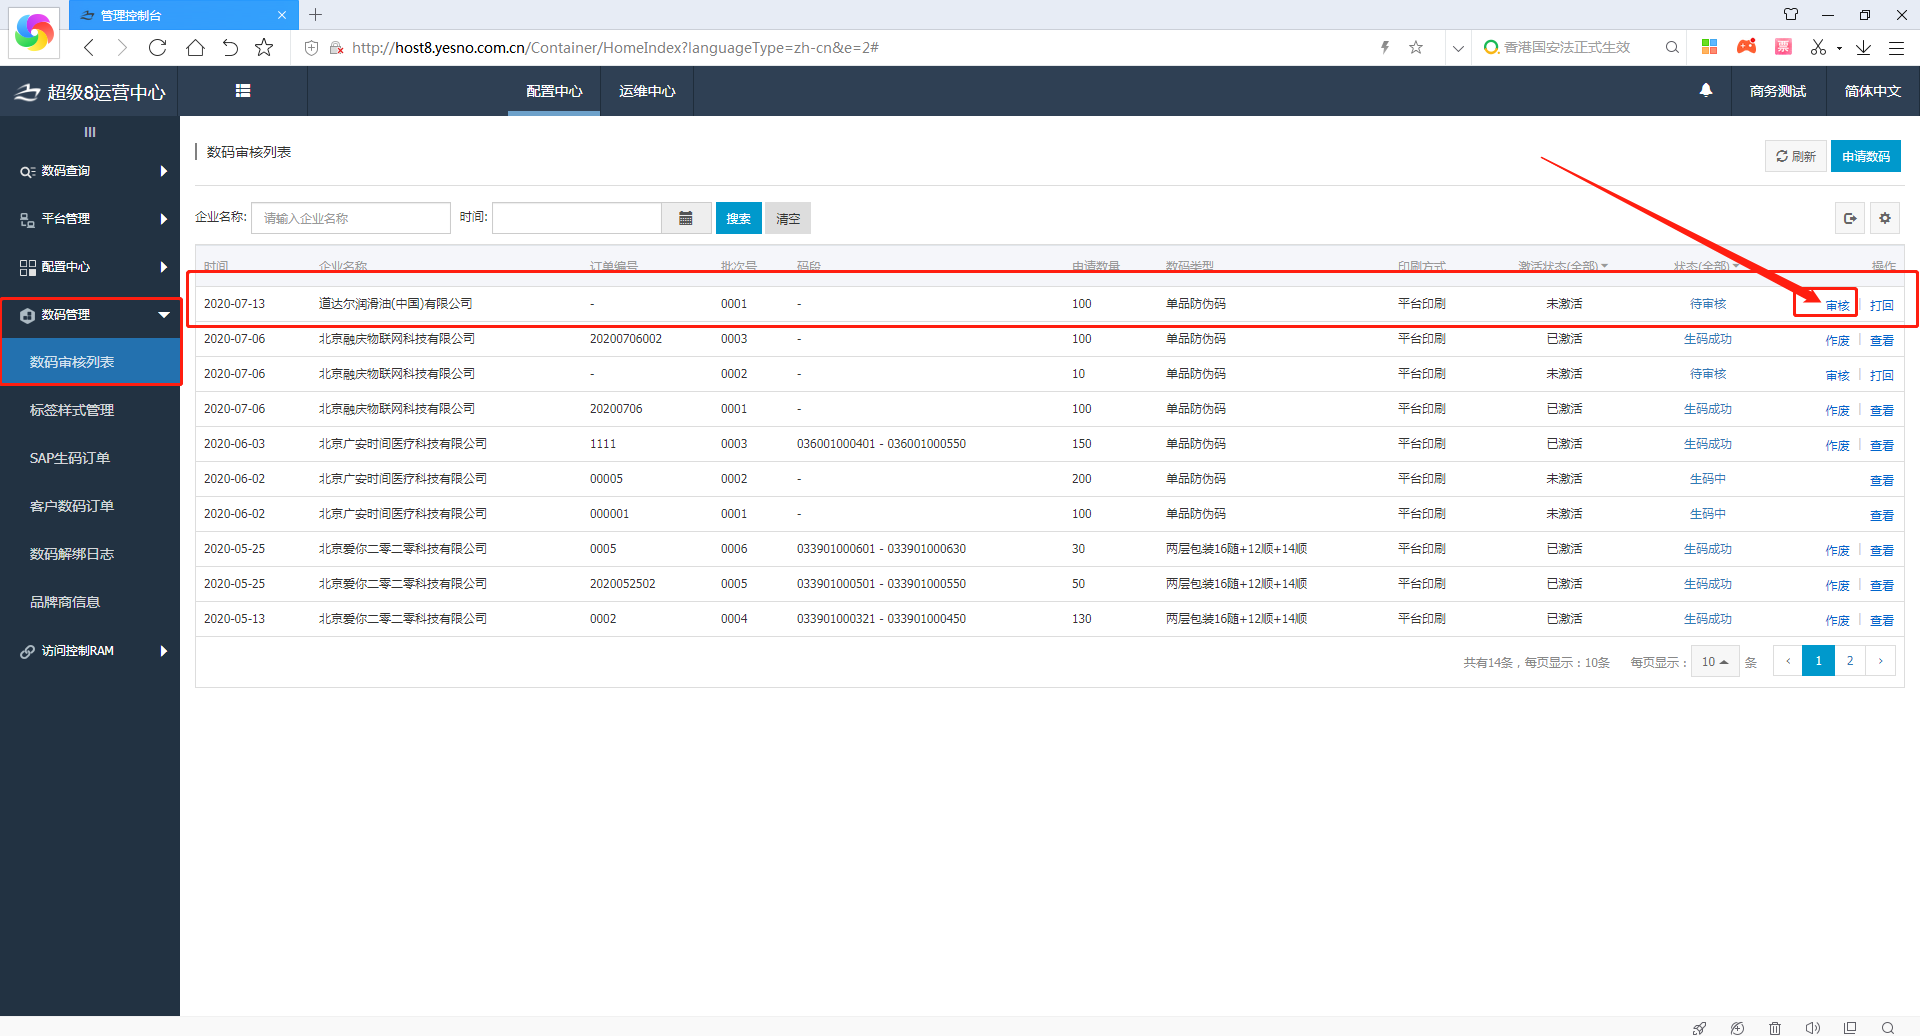 管理控制台
http://host8.yesno.com.cn/Container/HomeIndex?languageType=zh-cn&e=2#
香港国安法正式生效
票
超级8运营中心
配置中心
运维中心
商务测试
简体中文
数码查询
平台管理
配置中心
数码管理
数码审核列表
标签样式管理
SAP生码订单
客户数码订单
数码解绑日志
品牌商信息
访问控制RAM
数码审核列表
刷新
申请数码
企业名称: 请输入企业名称 时间: 搜索 清空
时间 企业名称 订单编号 批次号 码段 申请数量 数码类型 印刷方式 激活状态(全部) 状态(全部) 操作
2020-07-13 道达尔润滑油(中国)有限公司 - 0001 - 100 单品防伪码 平台印刷 未激活 待审核 审核 打回
2020-07-06 北京融庆物联网科技有限公司 20200706002 0003 - 100 单品防伪码 平台印刷 已激活 生码成功 作废 查看
2020-07-06 北京融庆物联网科技有限公司 - 0002 - 10 单品防伪码 平台印刷 未激活 待审核 审核 打回
2020-07-06 北京融庆物联网科技有限公司 20200706 0001 - 100 单品防伪码 平台印刷 已激活 生码成功 作废 查看
2020-06-03 北京广安时间医疗科技有限公司 1111 0003 036001000401 - 036001000550 150 单品防伪码 平台印刷 已激活 生码成功 作废 查看
2020-06-02 北京广安时间医疗科技有限公司 00005 0002 - 200 单品防伪码 平台印刷 未激活 生码中 查看
2020-06-02 北京广安时间医疗科技有限公司 000001 0001 - 100 单品防伪码 平台印刷 未激活 生码中 查看
2020-05-25 北京爱你二零二零科技有限公司 0005 0006 033901000601 - 033901000630 30 两层包装16随+12顺+14顺 平台印刷 已激活 生码成功 作废 查看
2020-05-25 北京爱你二零二零科技有限公司 2020052502 0005 033901000501 - 033901000550 50 两层包装16随+12顺+14顺 平台印刷 已激活 生码成功 作废 查看
2020-05-13 北京爱你二零二零科技有限公司 0002 0004 033901000321 - 033901000450 130 两层包装16随+12顺+14顺 平台印刷 已激活 生码成功 作废 查看
共有14条，每页显示：10条 每页显示： 10 条 ‹ 1 2 ›